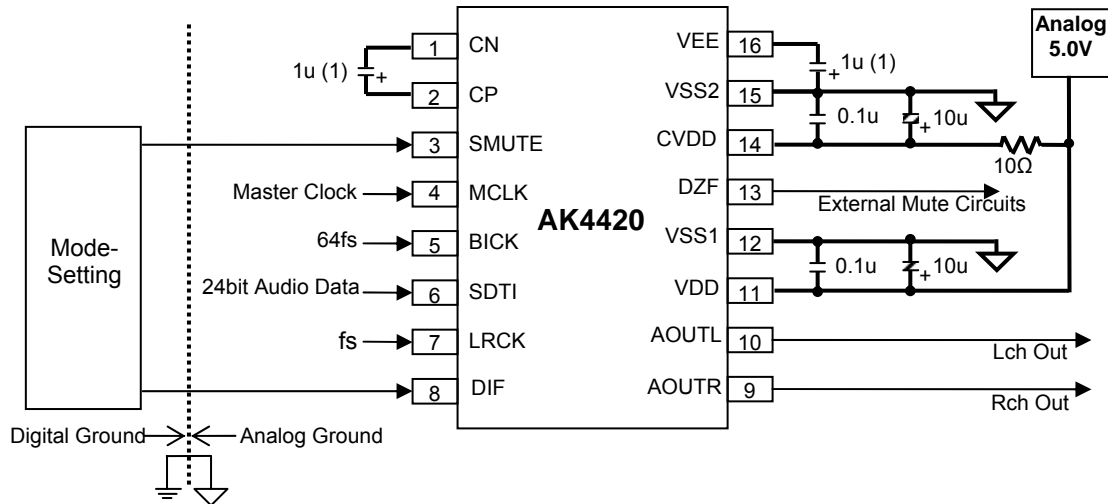 Analog
5.0V
1 CN
VEE 16
1u (1) +
+ 1u (1)
2 CP
VSS2 15
0.1u
+ 10u
3 SMUTE
CVDD 14
10Ω
Master Clock
4 MCLK
DZF 13
External Mute Circuits
AK4420
Mode-
Setting
64fs
5 BICK
VSS1 12
0.1u
+ 10u
24bit Audio Data
6 SDTI
VDD 11
fs
7 LRCK
AOUTL 10
Lch Out
8 DIF
AOUTR 9
Rch Out
Digital Ground
Analog Ground